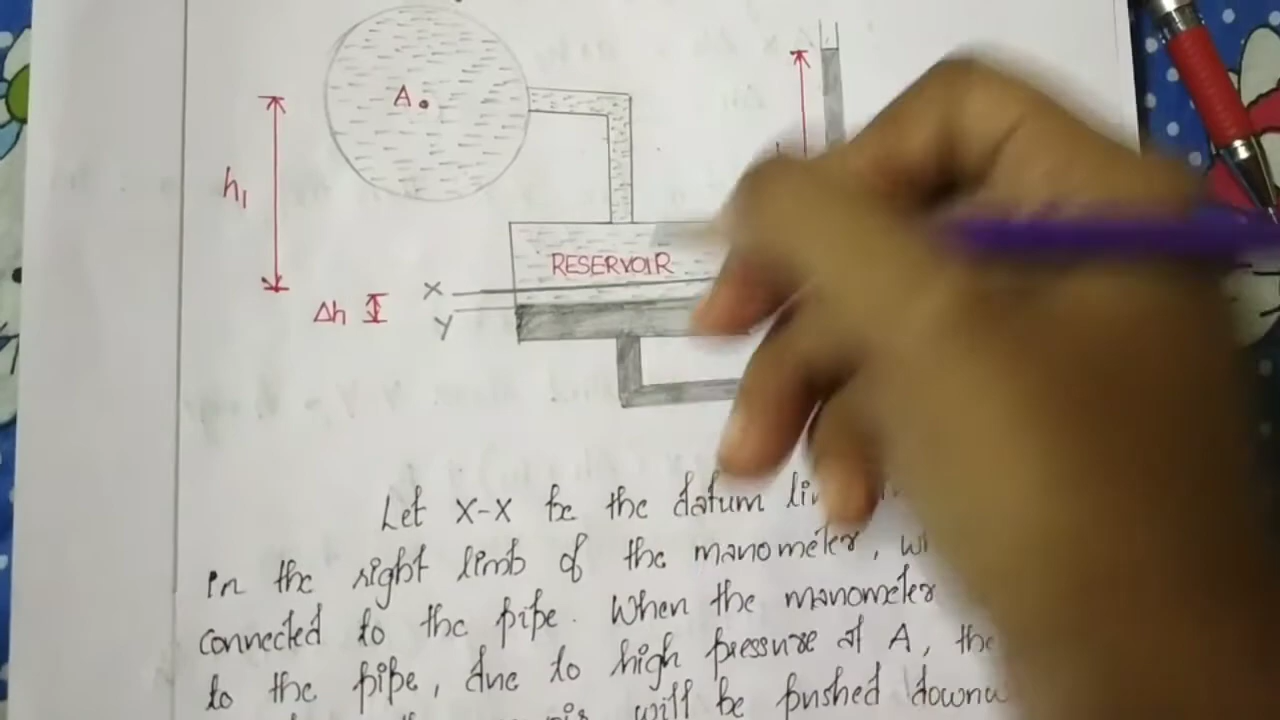 A.
h1
RESERVOIR
X
Δh
y
Let X-X be the datum
in the right limb of the manometer,
connected to the pipe. When the manometer
to the pipe, due to high pressure at A, the
will be pushed